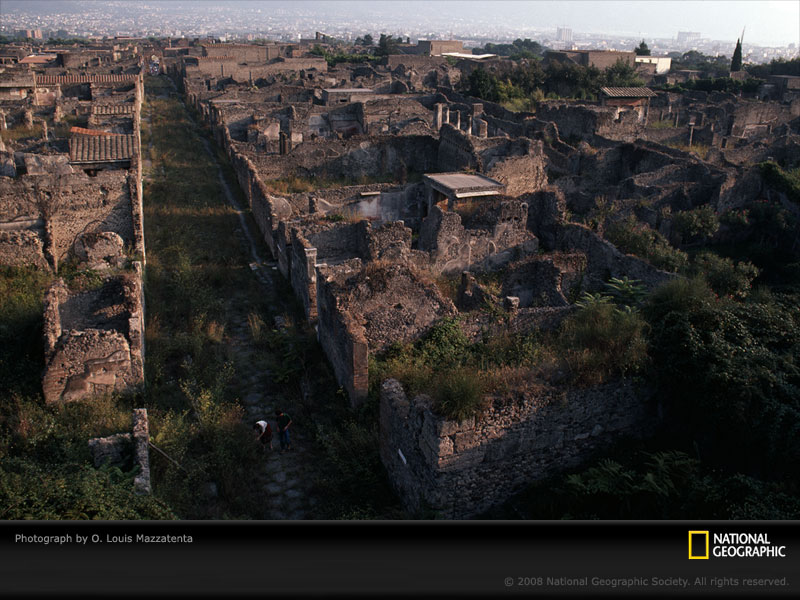 Photograph by O. Louis Mazzatenta
NATIONAL
GEOGRAPHIC
© 2008 National Geographic Society. All rights reserved.